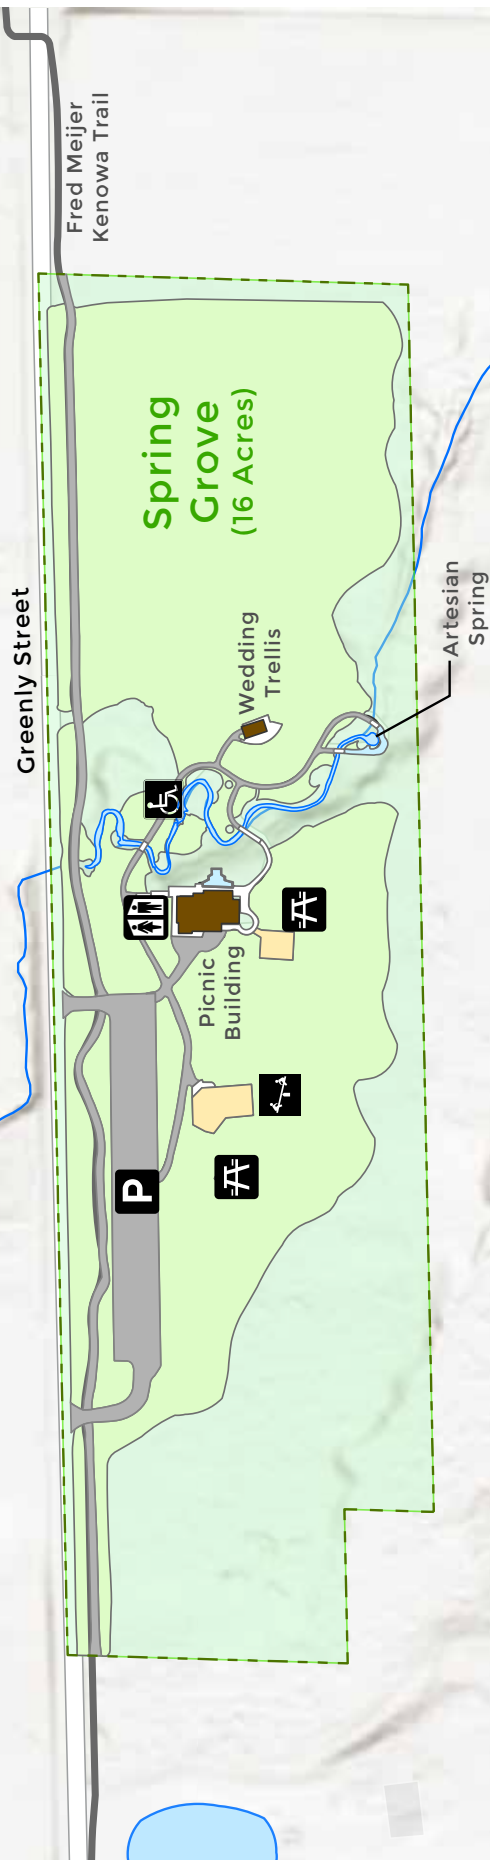 Fred Meijer
Kenowa Trail
Spring
Grove
(16 Acres)
Greenly Street
Artesian
Spring
Wedding
Trellis
Picnic
Building
P